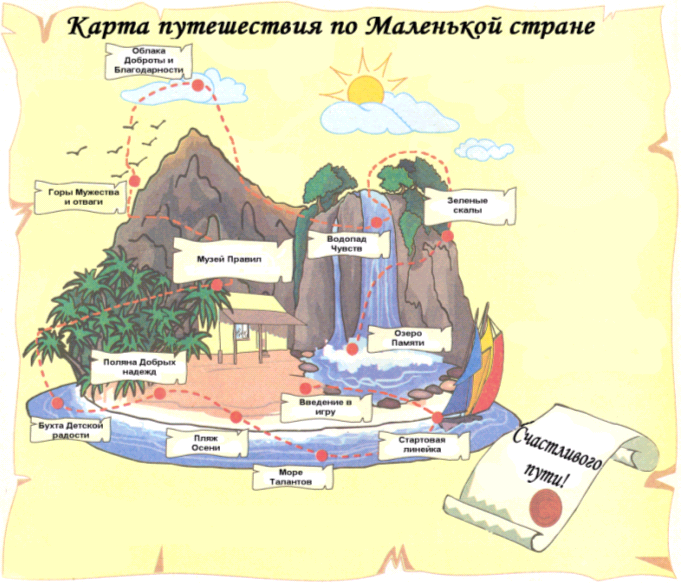 Карта путешествия по Маленькой стране
Облака
Доброты и
Благодарности
Горы Мужества
и отваги
Зеленые
скалы
Водопад
Чувств
Музей Правил
Озеро
Памяти
Поляна Добрых
надежд
Введение в
игру
Бухта Детской
радости
Пляж
Осени
Стартовая
линейка
Море
Талантов
Счастливого
пути!